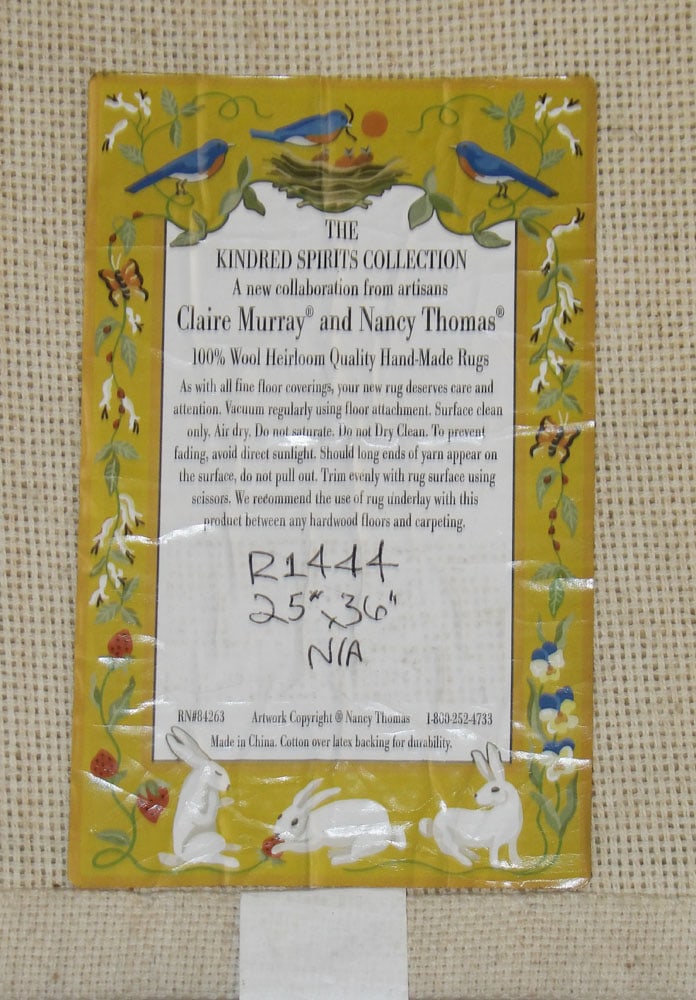 THE
KINDRED SPIRITS COLLECTION
A new collaboration from artisans
Claire Murray® and Nancy Thomas®
100% Wool Heirloom Quality Hand-Made Rugs
As with all fine floor coverings, your new rug deserves care and
attention. Vacuum regularly using floor attachment. Surface clean
only. Air dry. Do not saturate. Do not Dry Clean. To prevent
fading, avoid direct sunlight. Should long ends of yarn appear on
the surface, do not pull out. Trim evenly with rug surface using
scissors. We recommend the use of rug underlay with this
product between any hardwood floors and carpeting.
R1444
25" x 36"
N/A
RN#84263 Artwork Copyright ® Nancy Thomas 1-800-252-4733
Made in China. Cotton over latex backing for durability.